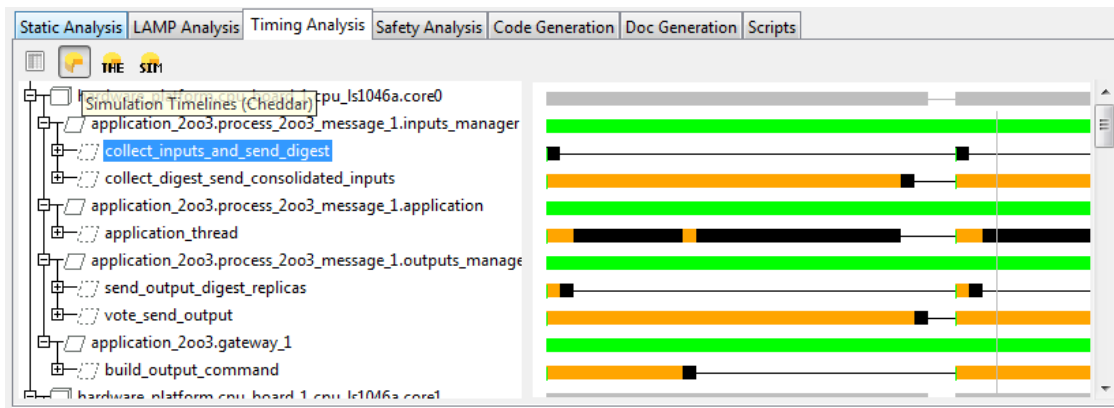 Static Analysis LAMP Analysis Timing Analysis Safety Analysis Code Generation Doc Generation Scripts
THE SIM
hardware_platform.cpu_board_1.cpu_ls1046a.core0
Simulation Timelines (Cheddar)
application_2oo3.process_2oo3_message_1.inputs_manager
collect_inputs_and_send_digest
collect_digest_send_consolidated_inputs
application_2oo3.process_2oo3_message_1.application
application_thread
application_2oo3.process_2oo3_message_1.outputs_manage
send_output_digest_replicas
vote_send_output
application_2oo3.gateway_1
build_output_command
hardware_platform.cpu_board_1.cpu_ls1046a.core1